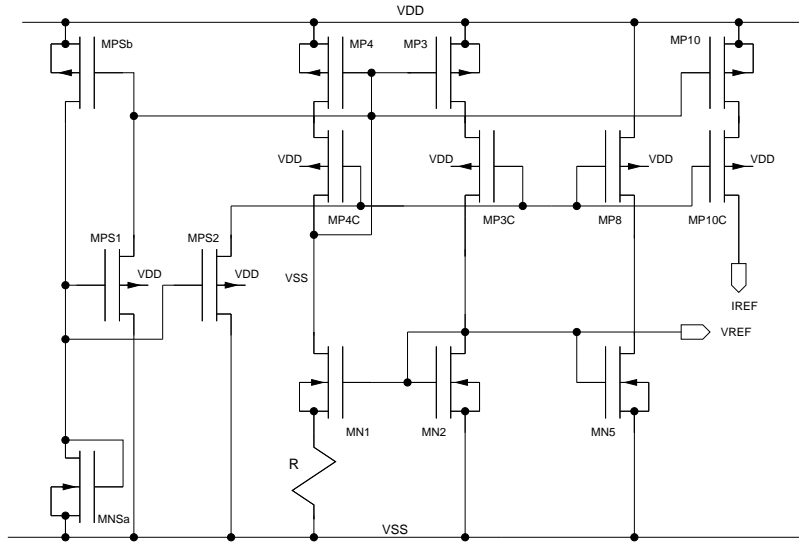 VDD
MPSb
MP4
MP3
MP10
VDD
VDD
VDD
VDD
MP4C
MP3C
MP8
MP10C
MPS1
MPS2
VDD
VDD
VSS
IREF
VREF
MN1
MN2
MN5
R
MNSa
VSS